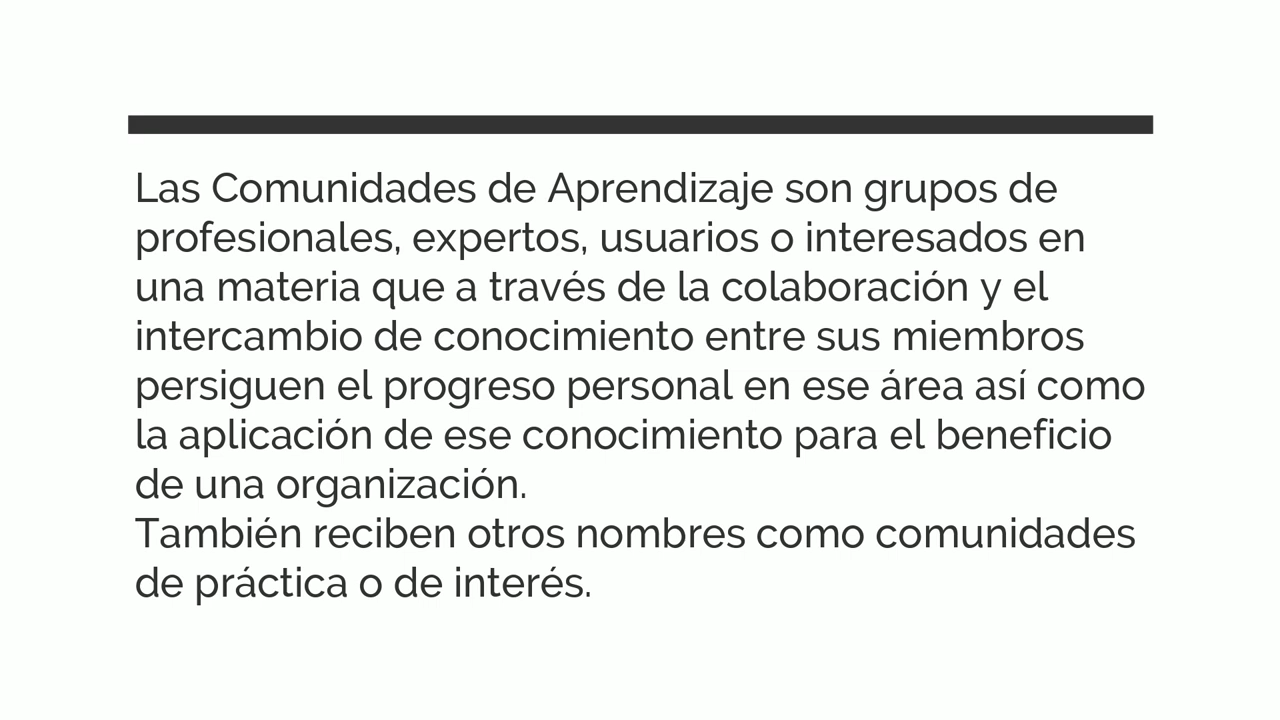 Las Comunidades de Aprendizaje son grupos de
profesionales, expertos, usuarios o interesados en
una materia que a través de la colaboración y el
intercambio de conocimiento entre sus miembros
persiguen el progreso personal en ese área así como
la aplicación de ese conocimiento para el beneficio
de una organización.
También reciben otros nombres como comunidades
de práctica o de interés.